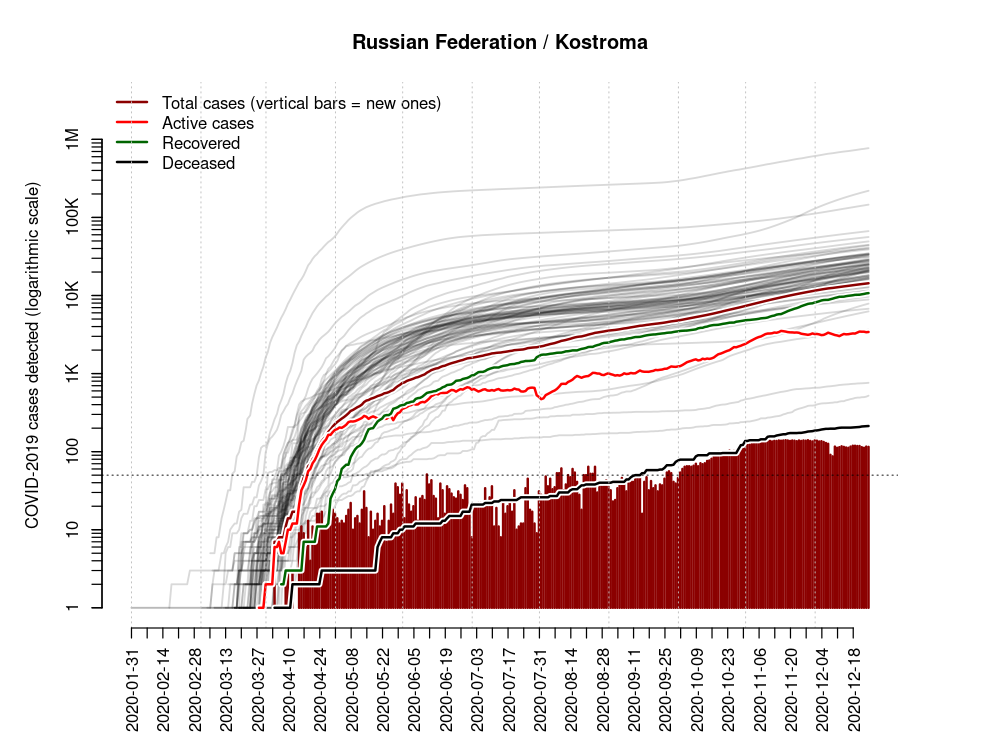 Russian Federation / Kostroma
Total cases (vertical bars = new ones)
Active cases
Recovered
Deceased
COVID-2019 cases detected (logarithmic scale)
1M
100K
10K
1K
100
10
1
2020-01-31
2020-02-14
2020-02-28
2020-03-13
2020-03-27
2020-04-10
2020-04-24
2020-05-08
2020-05-22
2020-06-05
2020-06-19
2020-07-03
2020-07-17
2020-07-31
2020-08-14
2020-08-28
2020-09-11
2020-09-25
2020-10-09
2020-10-23
2020-11-06
2020-11-20
2020-12-04
2020-12-18